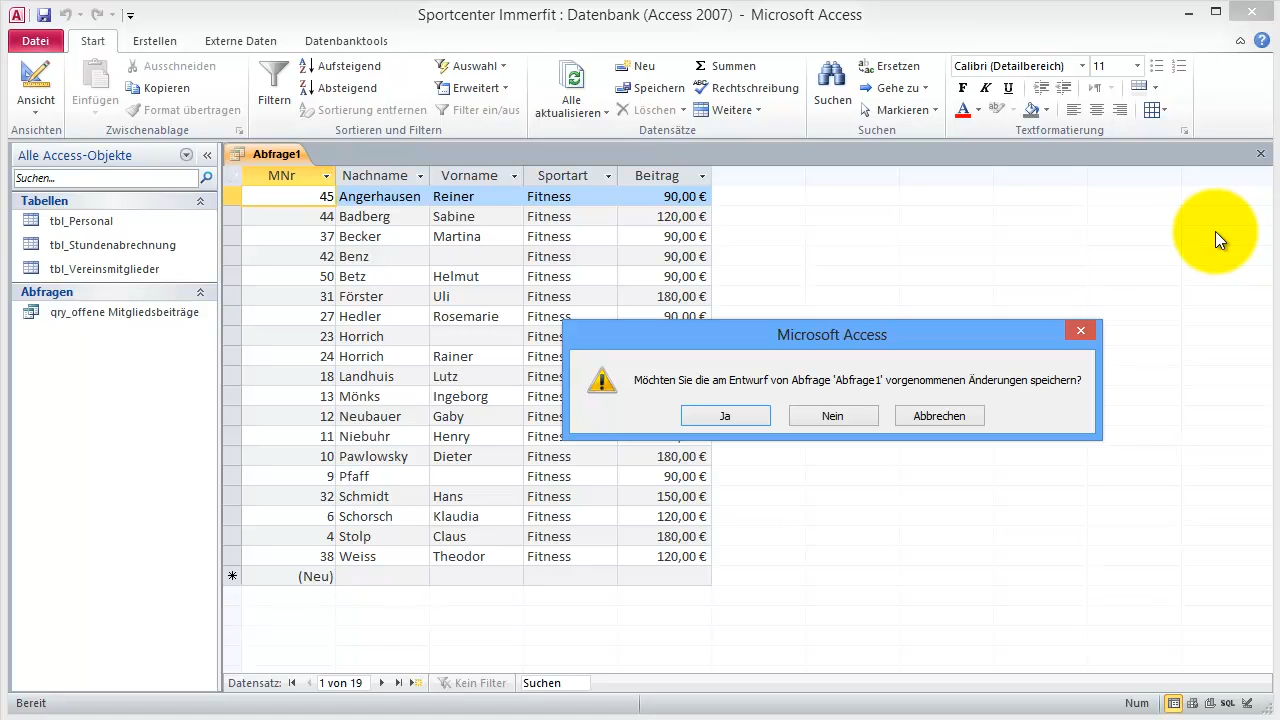 Sportcenter Immerfit : Datenbank (Access 2007) - Microsoft Access
Datei Start Erstellen Externe Daten Datenbanktools
Ansicht
Ansichten
Einfügen
Ausschneiden
Kopieren
Format übertragen
Zwischenablage
Filtern
Aufsteigend
Absteigend
Sortierung entfernen
Auswahl
Erweitert
Filter ein/aus
Sortieren und Filtern
Alle
aktualisieren
Neu
Speichern
Löschen
Summen
Rechtschreibung
Weitere
Datensätze
Suchen
Ersetzen
Gehe zu
Markieren
Suchen
Calibri (Detailbereich) 11
F K U
Textformatierung
Alle Access-Objekte
Suchen...
Tabellen
tbl_Personal
tbl_Stundenabrechnung
tbl_Vereinsmitglieder
Abfragen
qry_offene Mitgliedsbeiträge
Abfrage1
MNr Nachname Vorname Sportart Beitrag
45 Angerhausen Reiner Fitness 90,00 €
44 Badberg Sabine Fitness 120,00 €
37 Becker Martina Fitness 90,00 €
42 Benz Fitness 90,00 €
50 Betz Helmut Fitness 90,00 €
31 Förster Uli Fitness 180,00 €
27 Hedler Rosemarie Fitness 90,00 €
23 Horrich Fitn
24 Horrich Rainer Fitn
18 Landhuis Lutz Fitn
13 Mönks Ingeborg Fitn
12 Neubauer Gaby Fitn
11 Niebuhr Henry
10 Pawlowsky Dieter Fitness 180,00 €
9 Pfaff Fitness 90,00 €
32 Schmidt Hans Fitness 150,00 €
6 Schorsch Klaudia Fitness 120,00 €
4 Stolp Claus Fitness 180,00 €
38 Weiss Theodor Fitness 120,00 €
(Neu)
Microsoft Access
Möchten Sie die am Entwurf von Abfrage 'Abfrage1' vorgenommenen Änderungen speichern?
Ja Nein Abbrechen
Datensatz: 1 von 19 Kein Filter Suchen
Bereit Num SQL